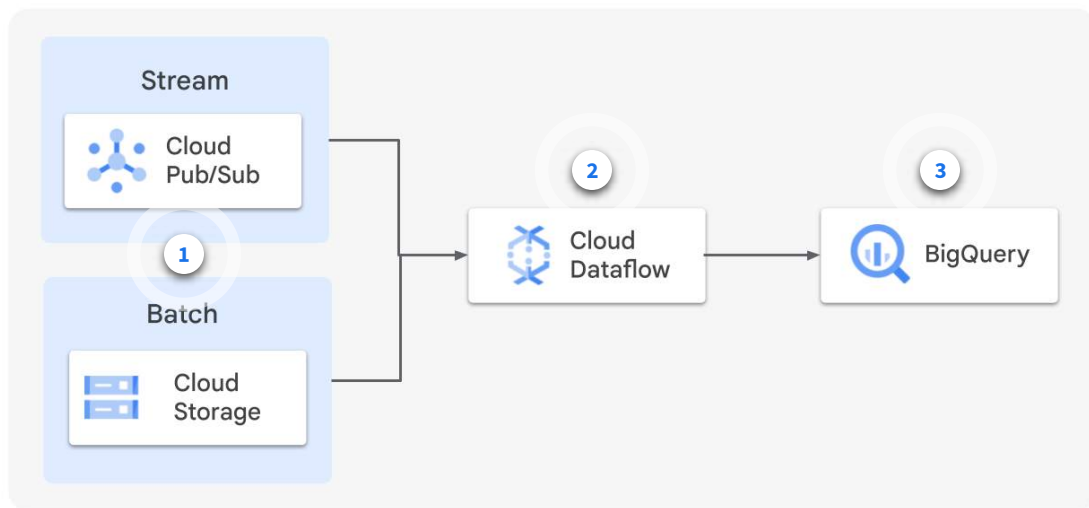 Stream
Cloud
Pub/Sub
1
Batch
Cloud
Storage
2
Cloud
Dataflow
3
BigQuery